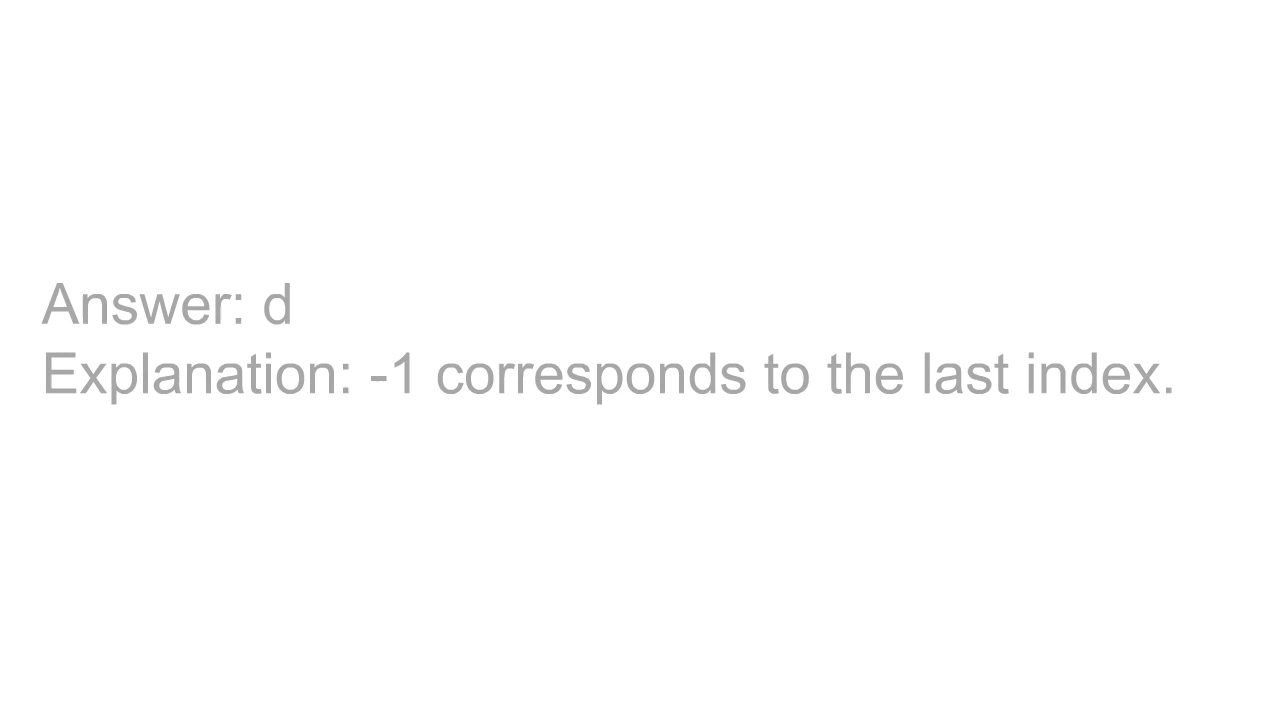 Answer: d
Explanation: -1 corresponds to the last index.